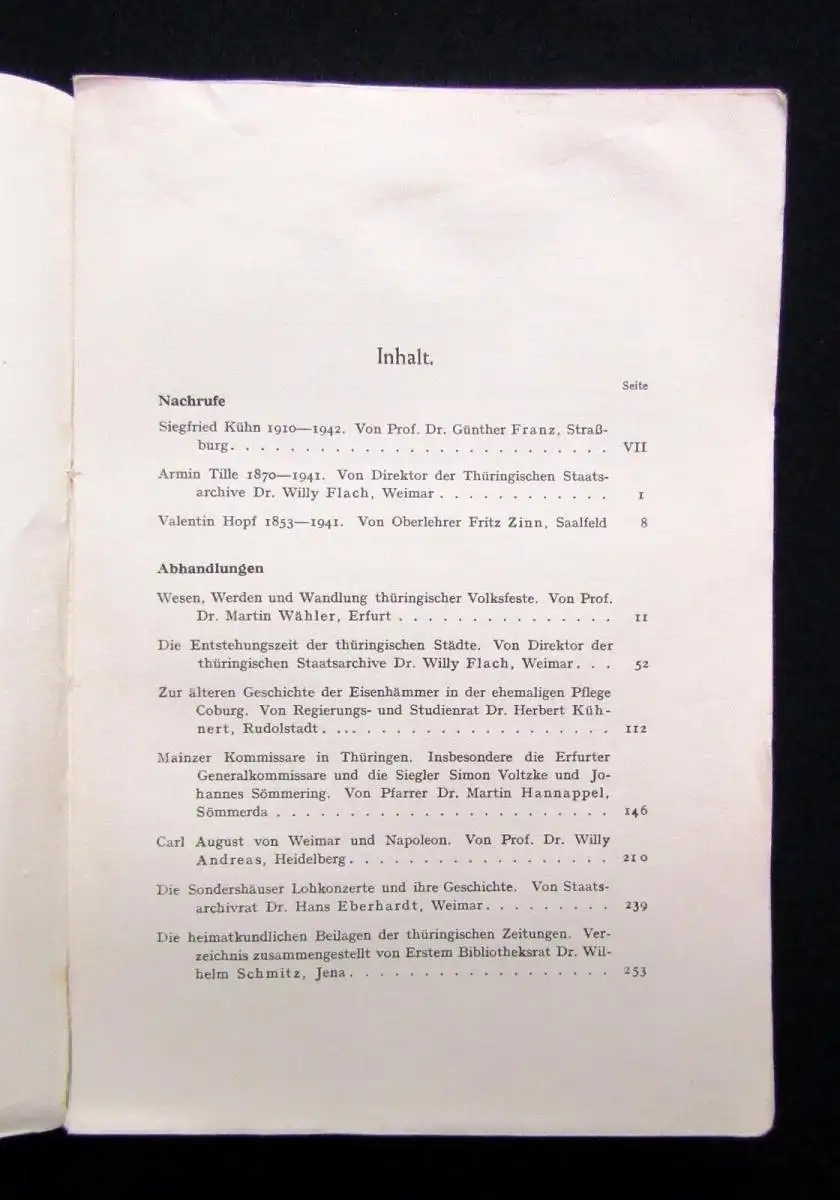 Inhalt.
Seite
Nachrufe
Siegfried Kühn 1910—1942. Von Prof. Dr. Günther Franz, Straß-
burg. . . . . . . . . . . . . . . . . . . . . . . . . . VII
Armin Tille 1870—1941. Von Direktor der Thüringischen Staats-
archive Dr. Willy Flach, Weimar . . . . . . . . . . . . 1
Valentin Hopf 1853—1941. Von Oberlehrer Fritz Zinn, Saalfeld 8
Abhandlungen
Wesen, Werden und Wandlung thüringischer Volksfeste. Von Prof.
Dr. Martin Wähler, Erfurt . . . . . . . . . . . . . . . 11
Die Entstehungszeit der thüringischen Städte. Von Direktor der
thüringischen Staatsarchive Dr. Willy Flach, Weimar . . . 52
Zur älteren Geschichte der Eisenhämmer in der ehemaligen Pflege
Coburg. Von Regierungs- und Studienrat Dr. Herbert Küh-
nert, Rudolstadt . . . . . . . . . . . . . . . . . . . . 112
Mainzer Kommissare in Thüringen. Insbesondere die Erfurter
Generalkommissare und die Siegler Simon Voltzke und Jo-
hannes Sömmering. Von Pfarrer Dr. Martin Hannappel,
Sömmerda . . . . . . . . . . . . . . . . . . . . . . . 146
Carl August von Weimar und Napoleon. Von Prof. Dr. Willy
Andreas, Heidelberg. . . . . . . . . . . . . . . . . . 210
Die Sondershäuser Lohkonzerte und ihre Geschichte. Von Staats-
archivrat Dr. Hans Eberhardt, Weimar. . . . . . . . . 239
Die heimatkundlichen Beilagen der thüringischen Zeitungen. Ver-
zeichnis zusammengestellt von Erstem Bibliotheksrat Dr. Wil-
helm Schmitz, Jena . . . . . . . . . . . . . . . . . . 253